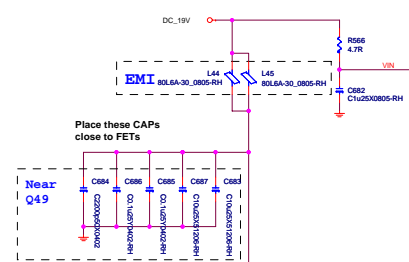 DC_19V
R566
4.7R
VIN
EMI
L44
80L6A-30_0805-RH
L45
80L6A-30_0805-RH
C682
C1u25X0805-RH
Place these CAPs
close to FETs
Near
Q49
C684
C2200p50X0402
C686
C0.1u25Y0402-RH
C685
C0.1u25Y0402-RH
C687
C10u25X51206-RH
C683
C10u25X51206-RH